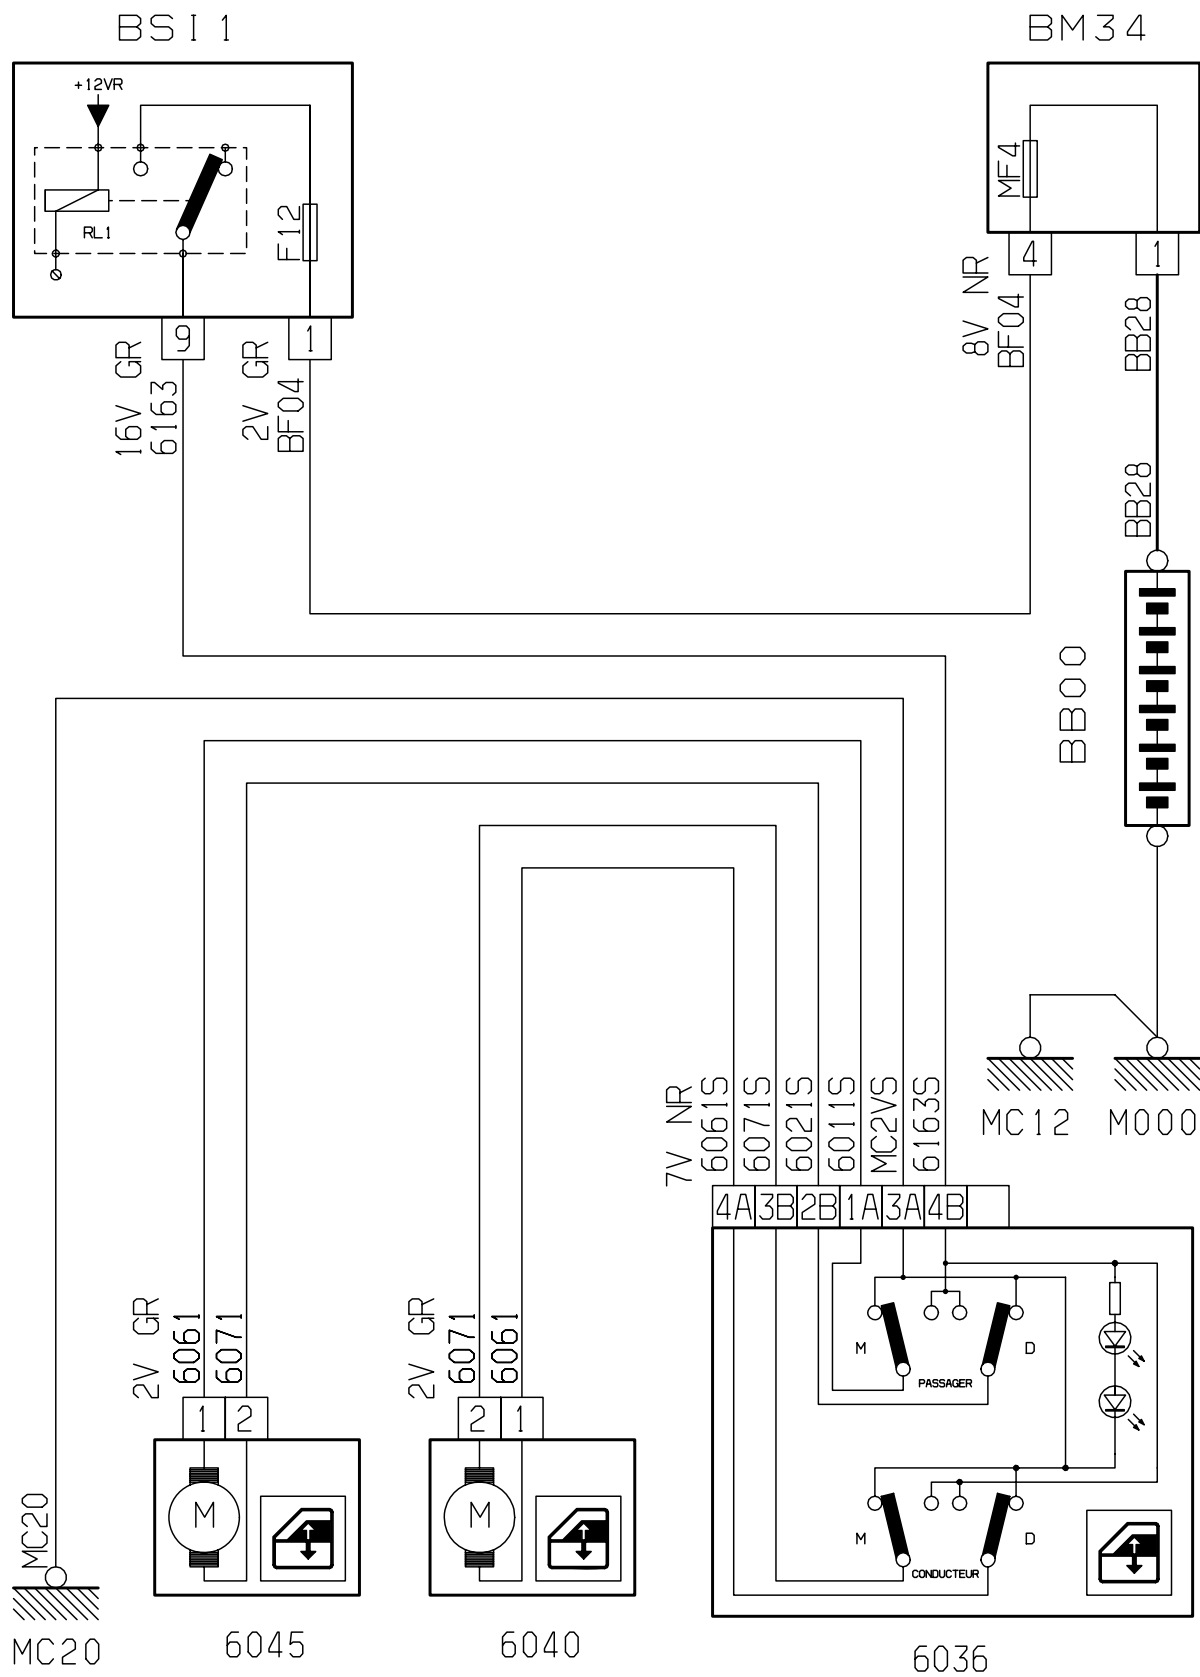 BSI1
BM34
+12VR
RL1
F12
MF4
9
1
4
1
16V GR
6163
2V GR
BF04
8V NR
BF04
BB28
BB28
BB00
MC12
M000
7V NR
6061S
6071S
6021S
6011S
MC2VS
6163S
4A
3B
2B
1A
3A
4B
M
D
PASSAGER
M
D
CONDUCTEUR
2V GR
6061
6071
1
2
M
2V GR
6071
6061
2
1
M
MC20
MC20
6045
6040
6036